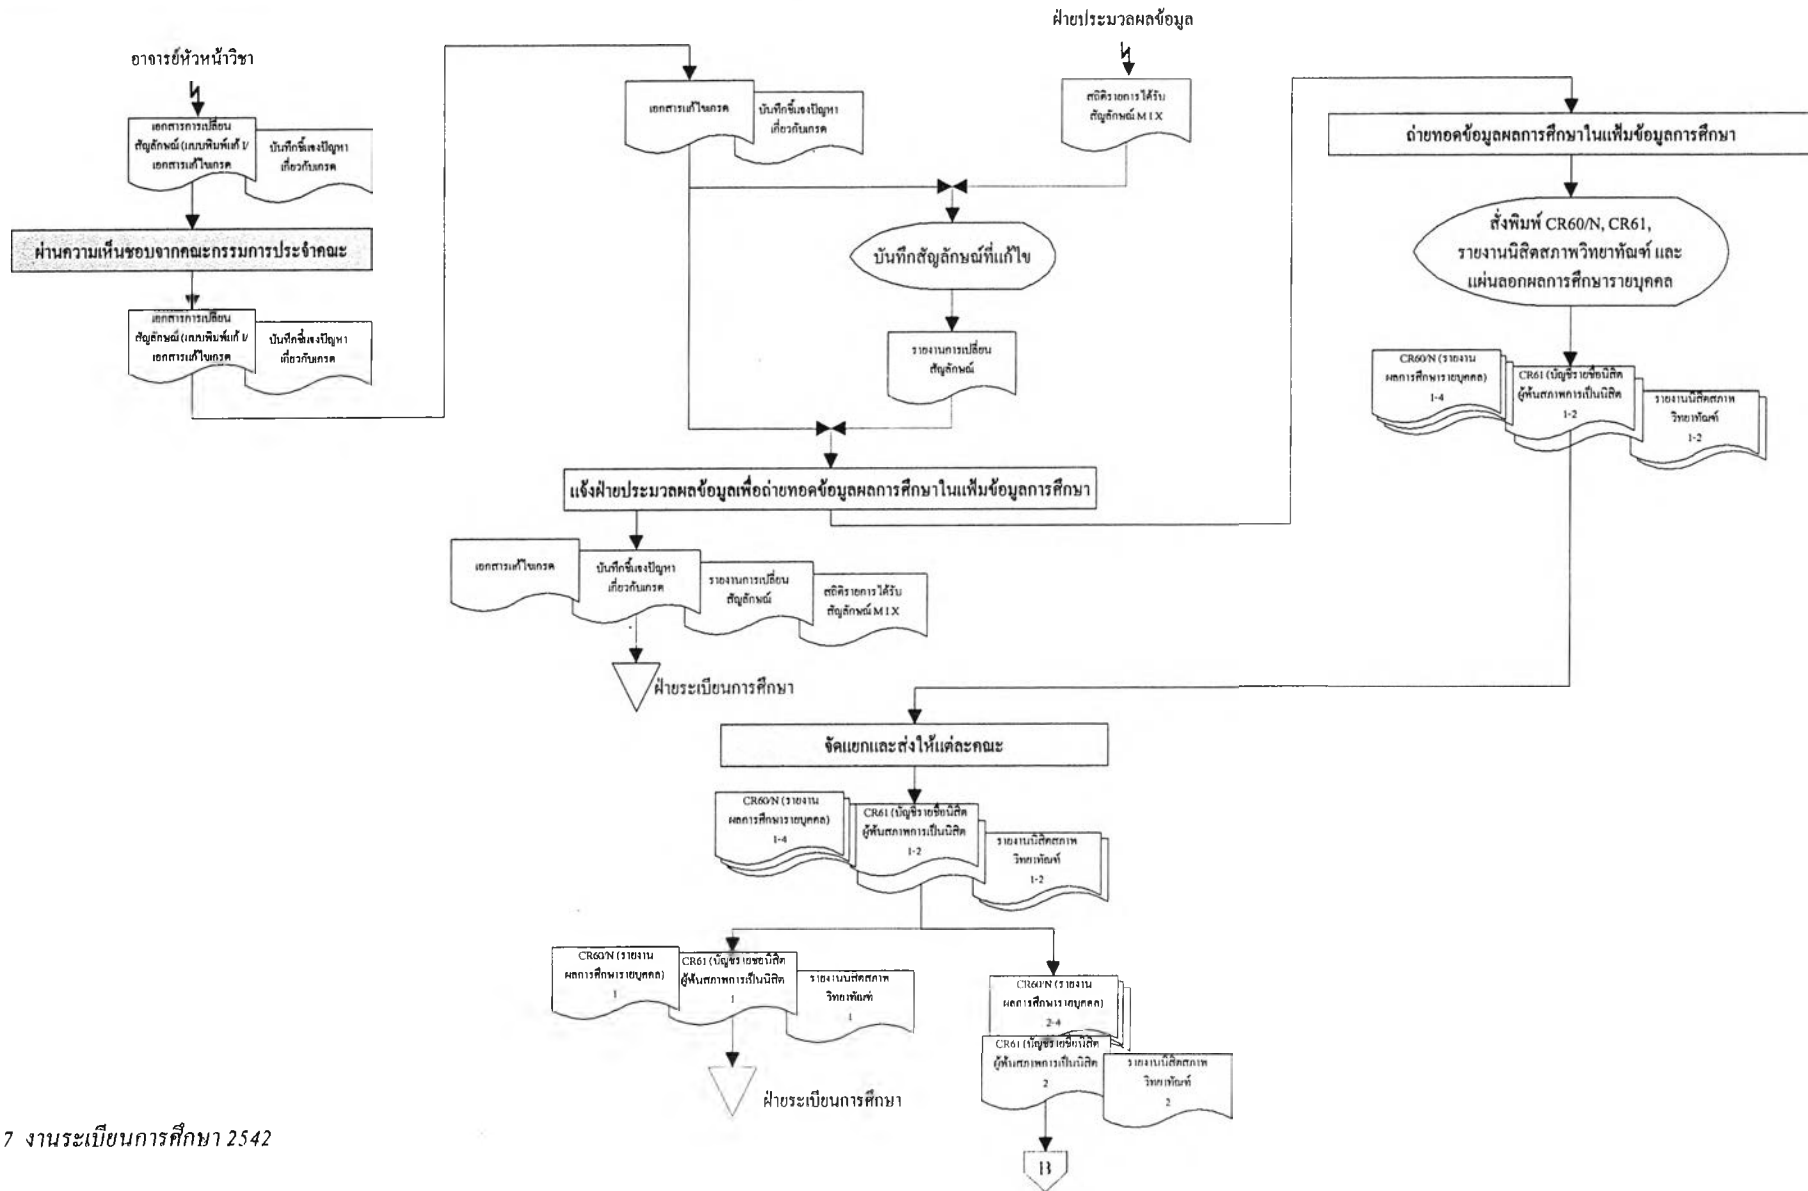 ฝ่ายประมวลผลข้อมูล
อาจารย์หัวหน้าวิชา
เอกสารการเปลี่ยน
สัญลักษณ์ (แบบพิมพ์แก้ I/
เอกสารแก้ไขเกรด
บันทึกชี้แจงปัญหา
เกี่ยวกับเกรด
ผ่านความเห็นชอบจากคณะกรรมการประจำคณะ
เอกสารการเปลี่ยน
สัญลักษณ์ (แบบพิมพ์แก้ I/
เอกสารแก้ไขเกรด
บันทึกชี้แจงปัญหา
เกี่ยวกับเกรด
เอกสารแก้ไขเกรด
บันทึกชี้แจงปัญหา
เกี่ยวกับเกรด
สถิติรายการได้รับ
สัญลักษณ์ M I X
บันทึกสัญลักษณ์ที่แก้ไข
รายงานการเปลี่ยน
สัญลักษณ์
แจ้งฝ่ายประมวลผลข้อมูลเพื่อถ่ายทอดข้อมูลผลการศึกษาในแฟ้มข้อมูลการศึกษา
เอกสารแก้ไขเกรด
บันทึกชี้แจงปัญหา
เกี่ยวกับเกรด
รายงานการเปลี่ยน
สัญลักษณ์
สถิติรายการได้รับ
สัญลักษณ์ M I X
ฝ่ายระเบียนการศึกษา
ถ่ายทอดข้อมูลผลการศึกษาในแฟ้มข้อมูลการศึกษา
สั่งพิมพ์ CR60/N, CR61,
รายงานนิสิตสภาพวิทยาทัณฑ์ และ
แผ่นลอกผลการศึกษารายบุคคล
CR60/N (รายงาน
ผลการศึกษารายบุคคล)
1-4
CR61 (บัญชีรายชื่อนิสิต
ผู้พ้นสภาพการเป็นนิสิต
1-2
รายงานนิสิตสภาพ
วิทยาทัณฑ์
1-2
จัดแยกและส่งให้แต่ละคณะ
CR60/N (รายงาน
ผลการศึกษารายบุคคล)
1-4
CR61 (บัญชีรายชื่อนิสิต
ผู้พ้นสภาพการเป็นนิสิต
1-2
รายงานนิสิตสภาพ
วิทยาทัณฑ์
1-2
CR60/N (รายงาน
ผลการศึกษารายบุคคล)
1
CR61 (บัญชีรายชื่อนิสิต
ผู้พ้นสภาพการเป็นนิสิต
1
รายงานนิสิตสภาพ
วิทยาทัณฑ์
1
ฝ่ายระเบียนการศึกษา
CR60/N (รายงาน
ผลการศึกษารายบุคคล)
2-4
CR61 (บัญชีรายชื่อนิสิต
ผู้พ้นสภาพการเป็นนิสิต
2
รายงานนิสิตสภาพ
วิทยาทัณฑ์
2
B
7 งานระเบียนการศึกษา 2542